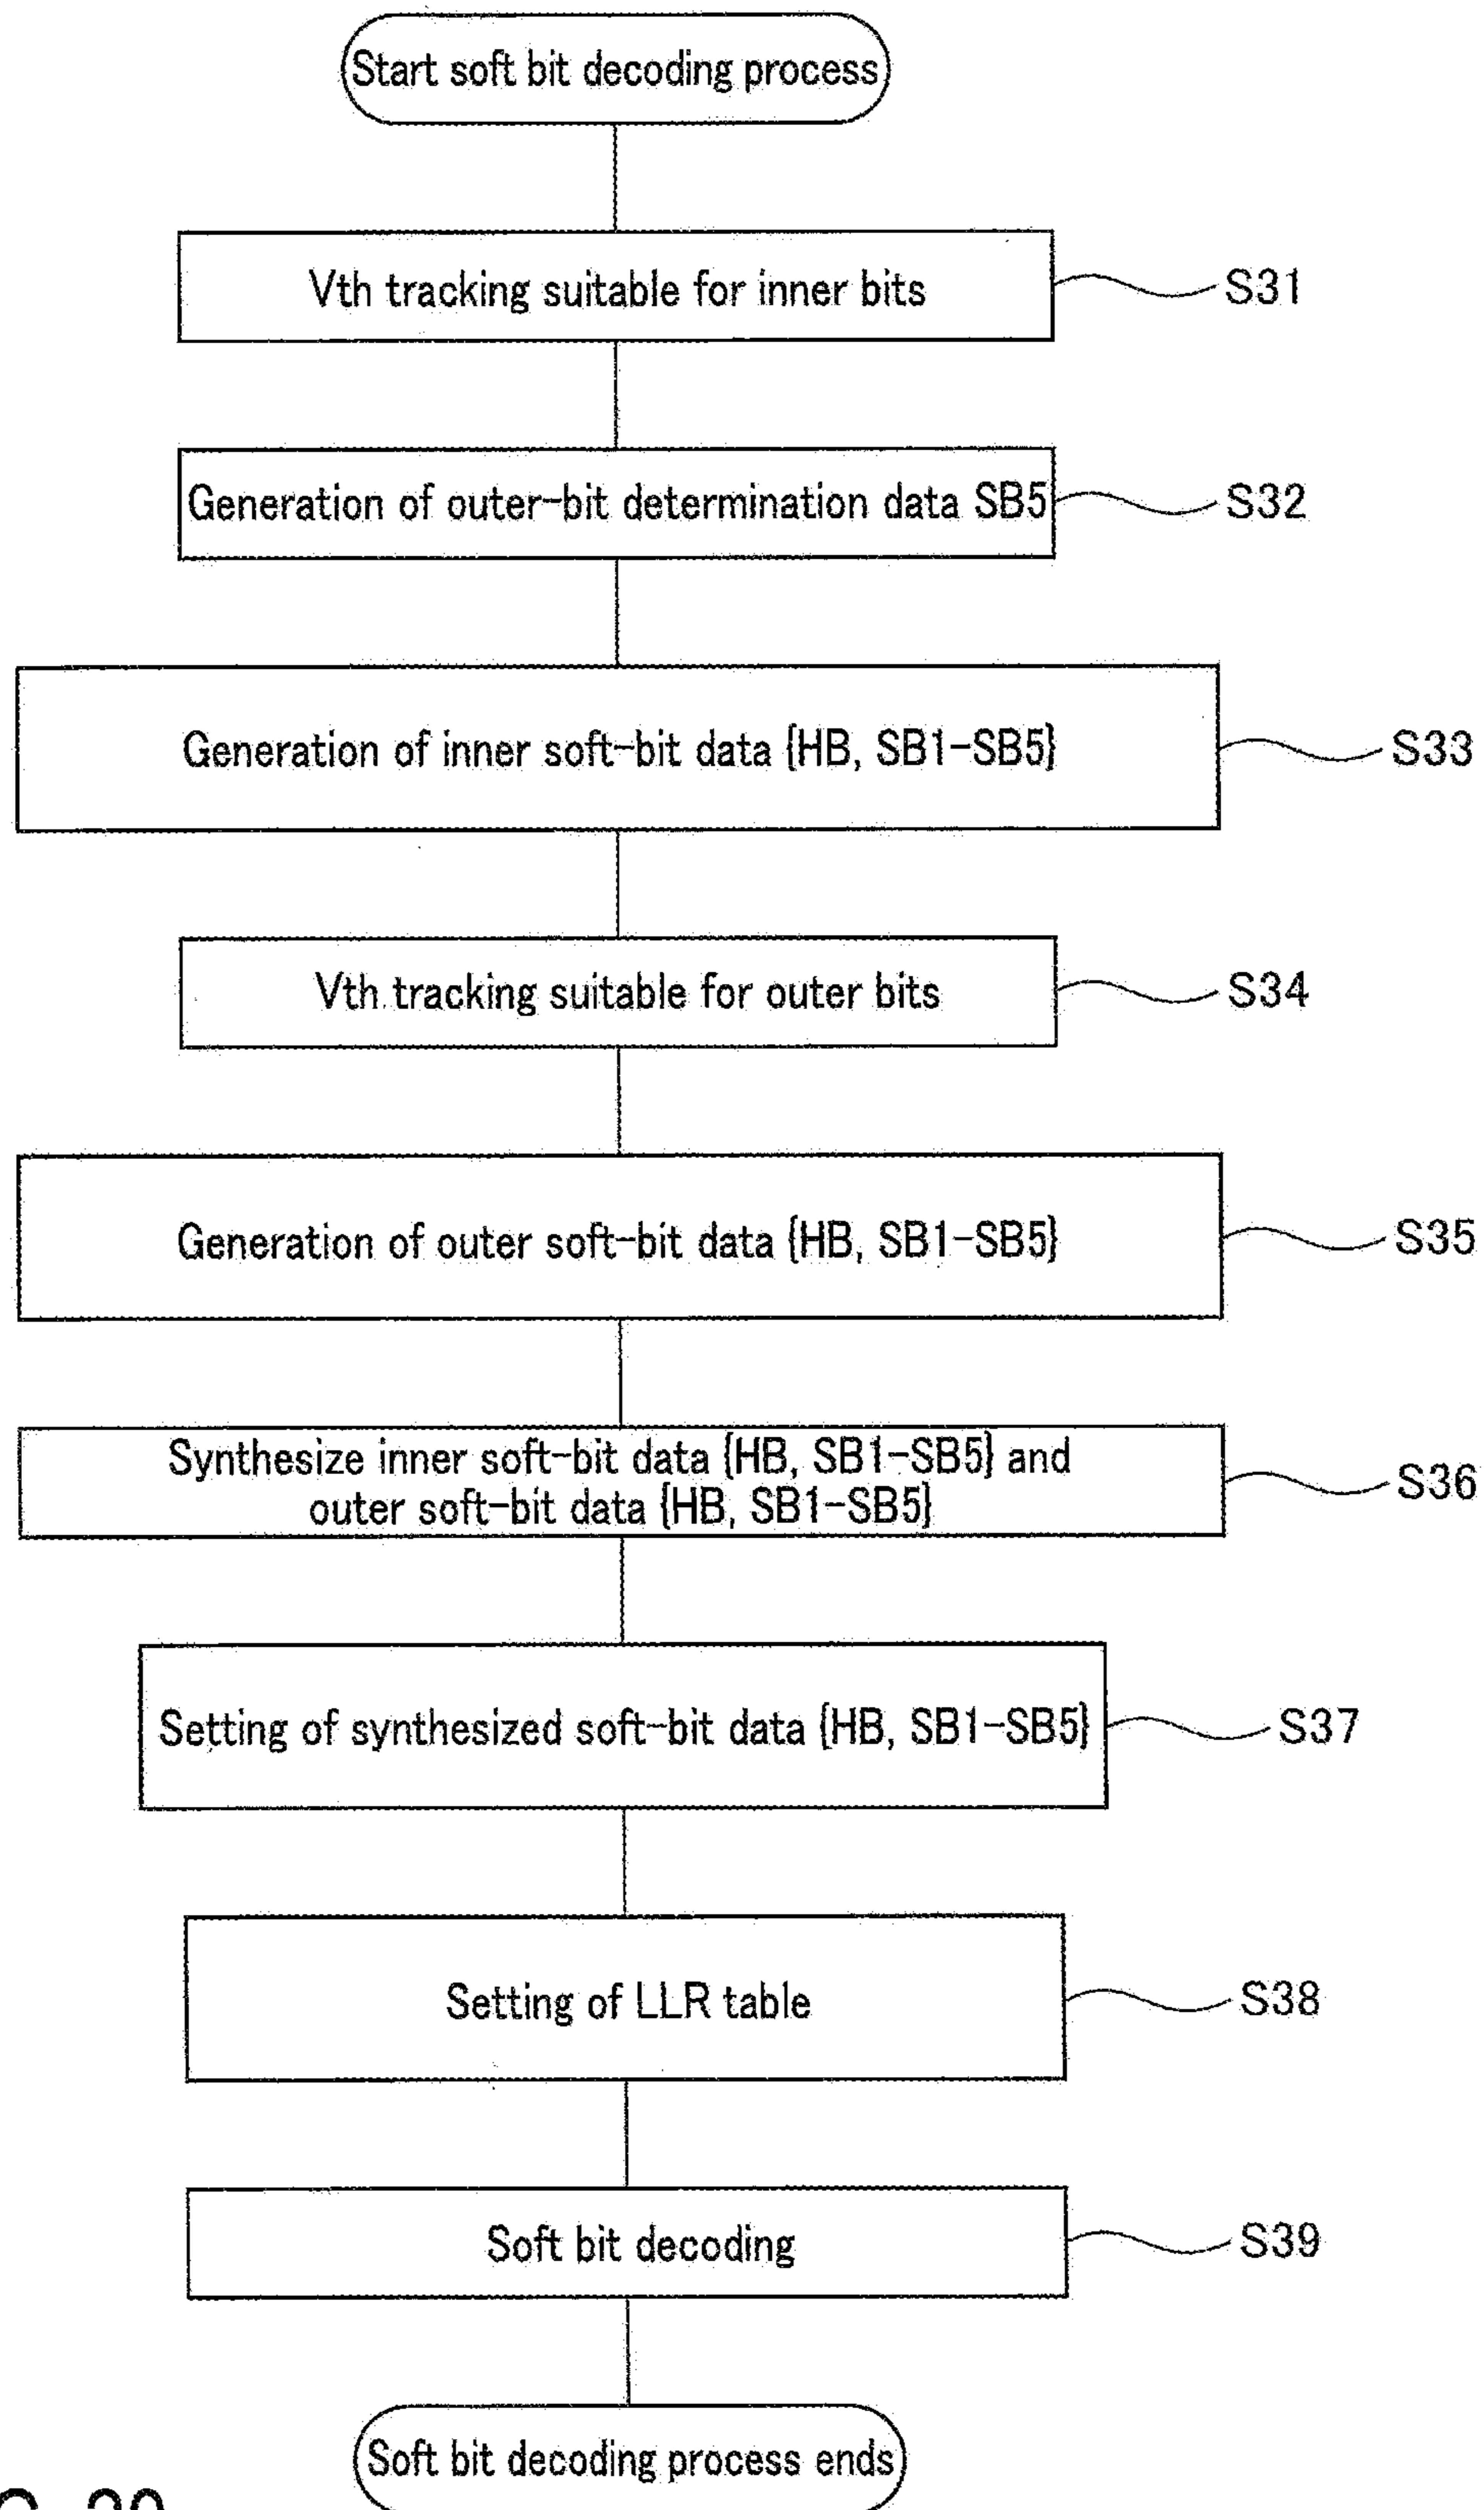 Start soft bit decoding process
Vth tracking suitable for inner bits
S31
Generation of outer-bit determination data SB5
S32
Generation of inner soft-bit data {HB, SB1-SB5}
S33
Vth tracking suitable for outer bits
S34
Generation of outer soft-bit data {HB, SB1-SB5}
S35
Synthesize inner soft-bit data {HB, SB1-SB5} and
outer soft-bit data {HB, SB1-SB5}
S36
Setting of synthesized soft-bit data {HB, SB1-SB5}
S37
Setting of LLR table
S38
Soft bit decoding
S39
Soft bit decoding process ends